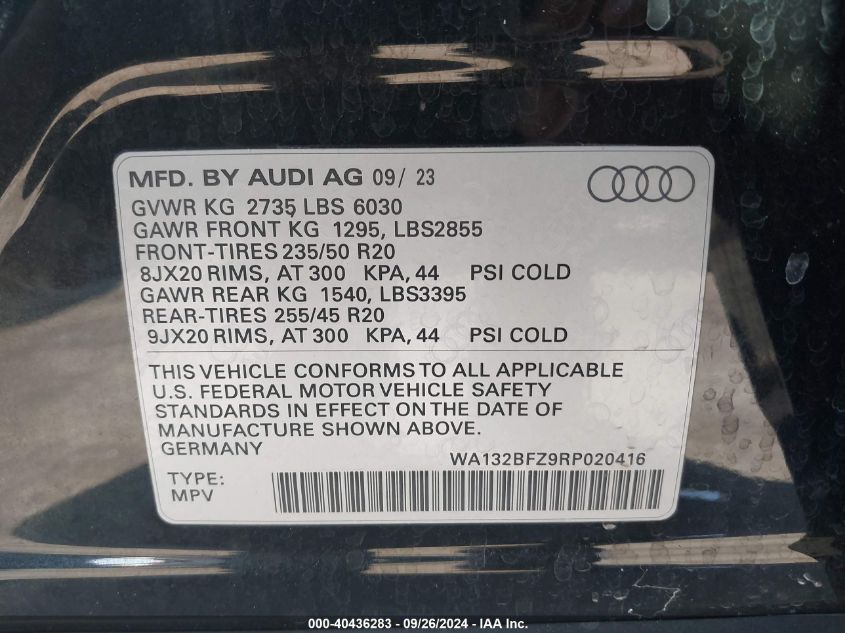 MFD. BY AUDI AG 09/ 23
GVWR KG 2735, LBS 6030
GAWR FRONT KG 1295, LBS2855
FRONT-TIRES 235/50 R20
8JX20 RIMS, AT 300 KPA, 44 PSI COLD
GAWR REAR KG 1540, LBS3395
REAR-TIRES 255/45 R20
9JX20 RIMS, AT 300 KPA, 44 PSI COLD
THIS VEHICLE CONFORMS TO ALL APPLICABLE
U.S. FEDERAL MOTOR VEHICLE SAFETY
STANDARDS IN EFFECT ON THE DATE OF
MANUFACTURE SHOWN ABOVE.
GERMANY
WA132BFZ9RP020416
TYPE:
MPV
000-40436283 - 09/26/2024 - IAA Inc.